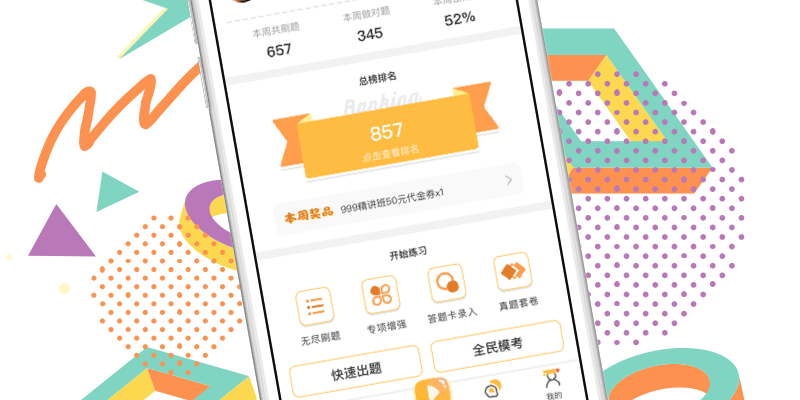 本周共刷题 本周做对题
657 345 52%
总榜排名
Ranking
857
点击查看排名
本周奖品 999精讲班50元代金券x1
开始练习
无尽刷题 专项增强 答题卡录入 真题套卷
快速出题 全民模考
我的